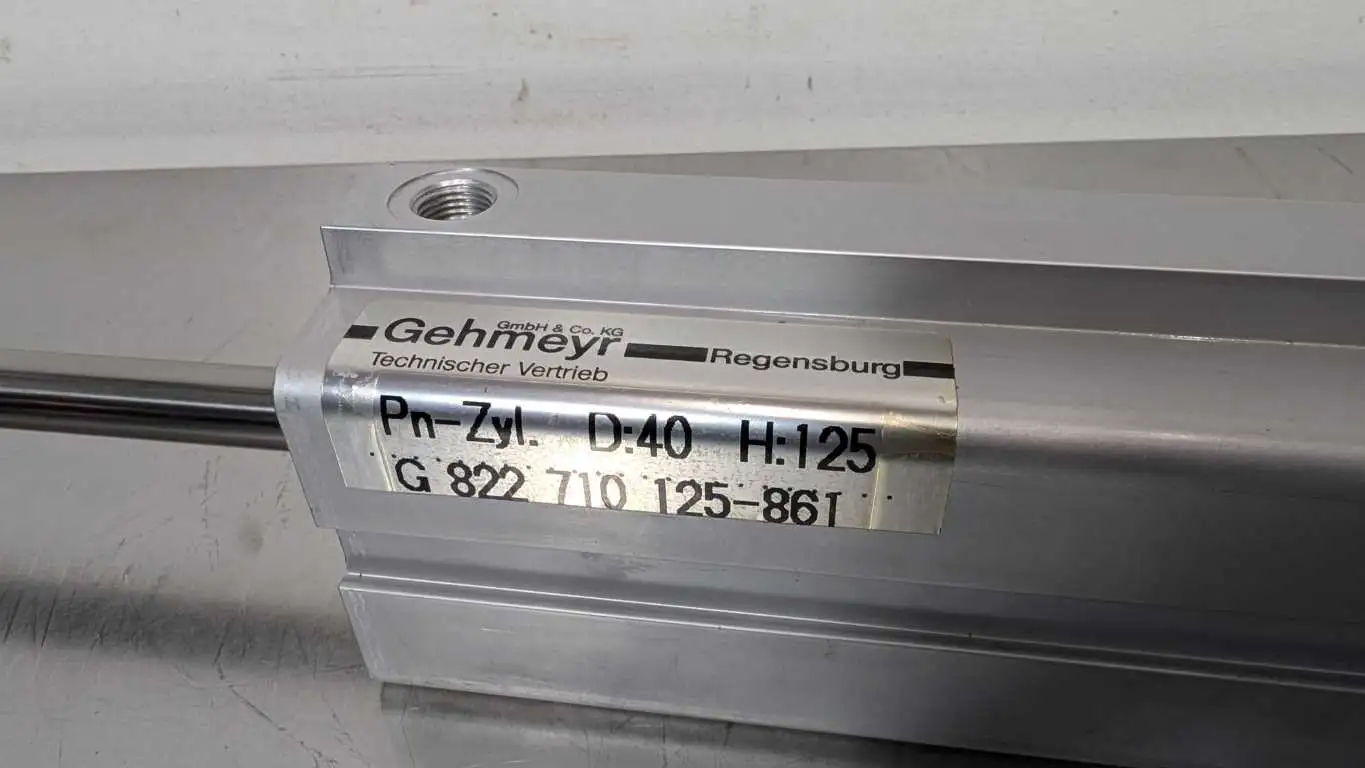 Gehmeyr GmbH & Co. KG Regensburg
Technischer Vertrieb
Pn-Zyl. D:40 H:125
G 822 710 125-861